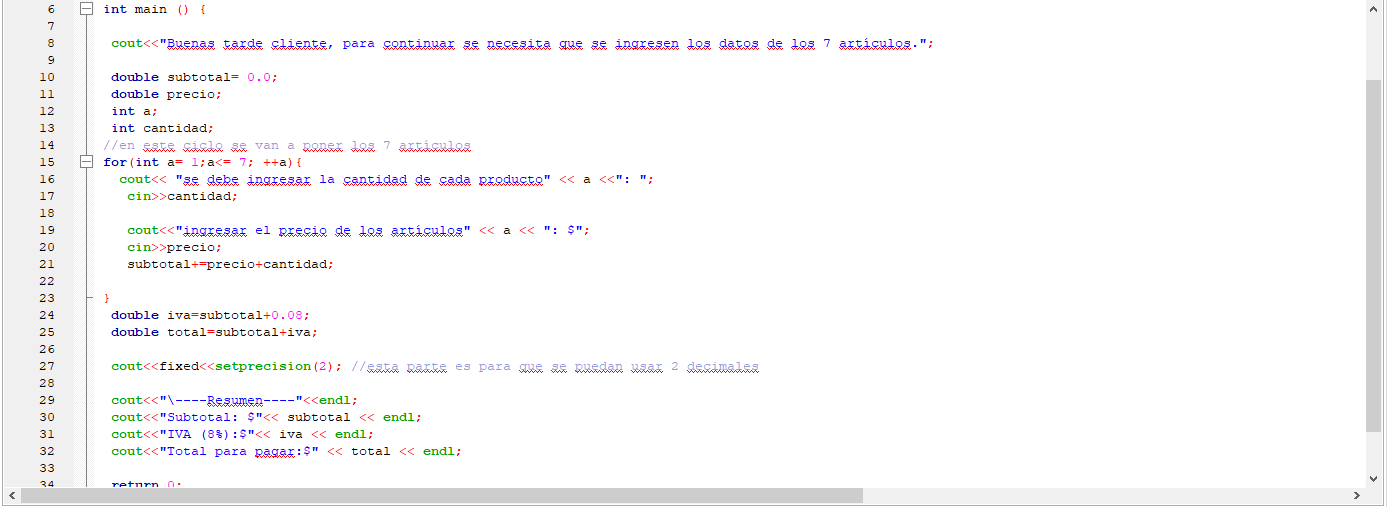 6 int main () {
7
8 cout<<"Buenas tarde cliente, para continuar se necesita que se ingresen los datos de los 7 artículos.";
9
10 double subtotal= 0.0;
11 double precio;
12 int a;
13 int cantidad;
14 //en este ciclo se van a poner los 7 artículos
15 for(int a= 1;a<= 7; ++a){
16 cout<< "se debe ingresar la cantidad de cada producto" << a <<": ";
17 cin>>cantidad;
18
19 cout<<"ingresar el precio de los artículos" << a << ": $";
20 cin>>precio;
21 subtotal+=precio+cantidad;
22
23 }
24 double iva=subtotal+0.08;
25 double total=subtotal+iva;
26
27 cout<<fixed<<setprecision(2); //esta parte es para que se puedan usar 2 decimales
28
29 cout<<"\----Resumen----"<<endl;
30 cout<<"Subtotal: $"<< subtotal << endl;
31 cout<<"IVA (8%):$"<< iva << endl;
32 cout<<"Total para pagar:$" << total << endl;
33
34 return 0;